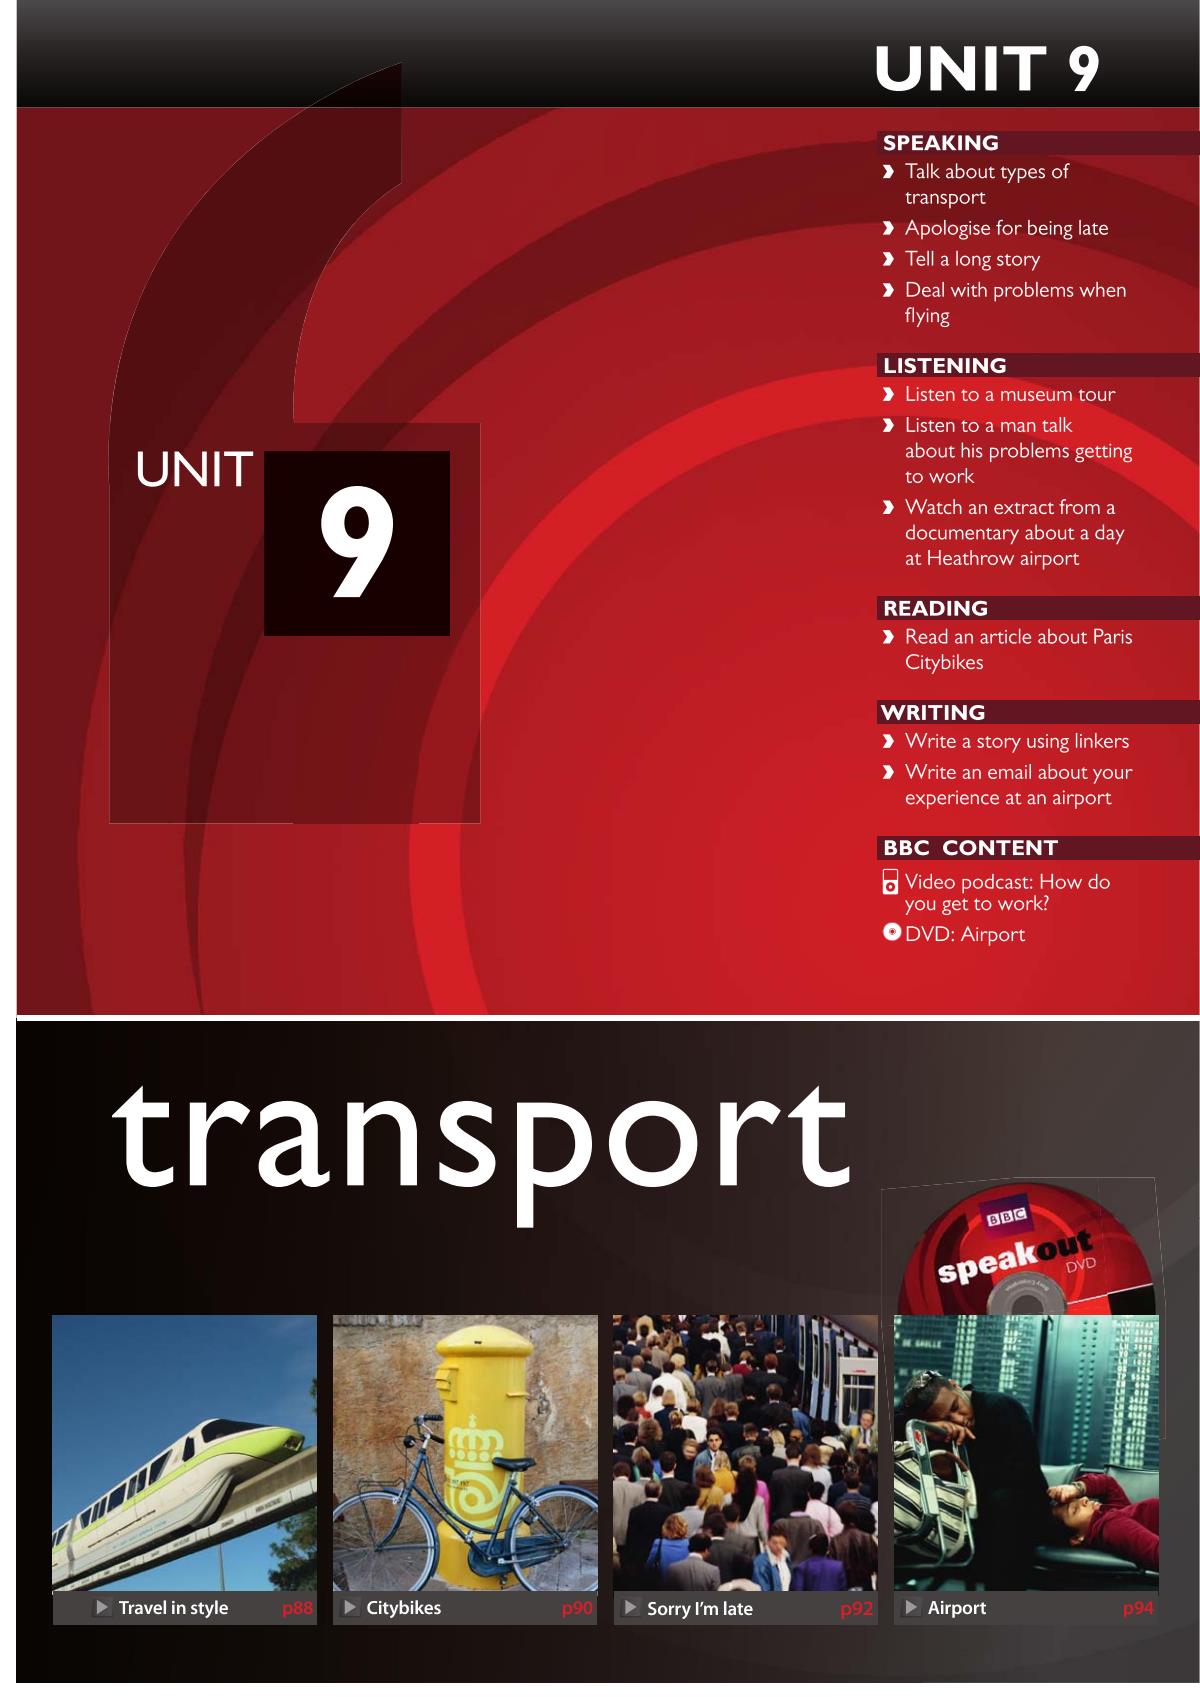 UNIT 9
SPEAKING
Talk about types of
transport
Apologise for being late
Tell a long story
Deal with problems when
flying
LISTENING
Listen to a museum tour
Listen to a man talk
about his problems getting
to work
Watch an extract from a
documentary about a day
at Heathrow airport
READING
Read an article about Paris
Citybikes
WRITING
Write a story using linkers
Write an email about your
experience at an airport
BBC CONTENT
Video podcast: How do
you get to work?
DVD: Airport
UNIT
9
transport
BBC
speakout
DVD
Travel in style p88
Citybikes p90
Sorry I'm late p92
Airport p94